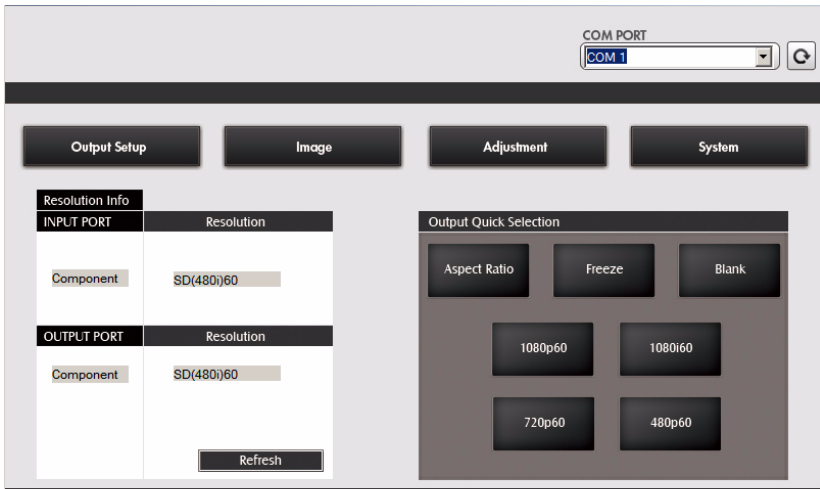 COM PORT
COM 1
Output Setup
Image
Adjustment
System
Resolution Info
INPUT PORT
Resolution
Component
SD(480i)60
OUTPUT PORT
Resolution
Component
SD(480i)60
Refresh
Output Quick Selection
Aspect Ratio
Freeze
Blank
1080p60
1080i60
720p60
480p60